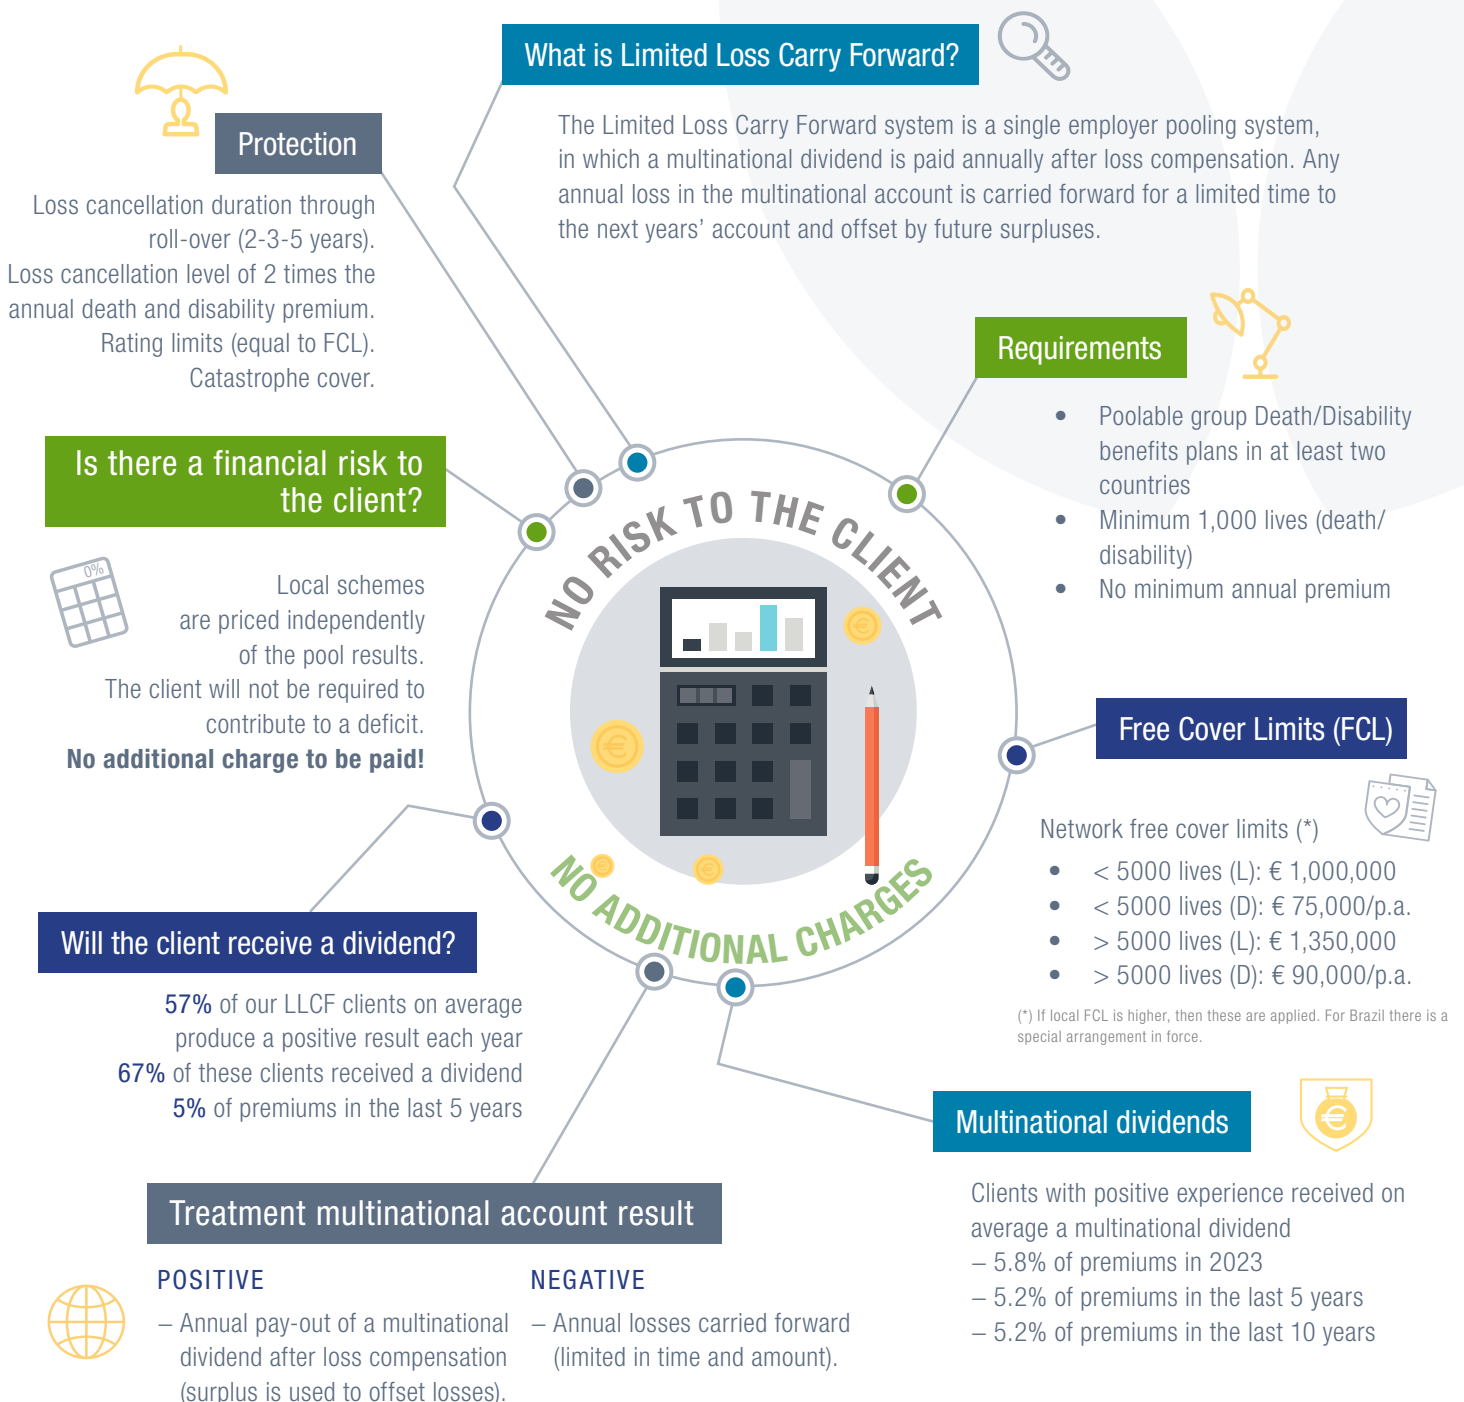 What is Limited Loss Carry Forward?
The Limited Loss Carry Forward system is a single employer pooling system,
in which a multinational dividend is paid annually after loss compensation. Any
annual loss in the multinational account is carried forward for a limited time to
the next years’ account and offset by future surpluses.
Protection
Loss cancellation duration through
roll-over (2-3-5 years).
Loss cancellation level of 2 times the
annual death and disability premium.
Rating limits (equal to FCL).
Catastrophe cover.
Requirements
• Poolable group Death/Disability
benefits plans in at least two
countries
• Minimum 1,000 lives (death/
disability)
• No minimum annual premium
Is there a financial risk to
the client?
0%
Local schemes
are priced independently
of the pool results.
The client will not be required to
contribute to a deficit.
No additional charge to be paid!
NO RISK TO THE CLIENT
€
€
€
€
NO ADDITIONAL CHARGES
Free Cover Limits (FCL)
Network free cover limits (*)
• < 5000 lives (L): € 1,000,000
• < 5000 lives (D): € 75,000/p.a.
• > 5000 lives (L): € 1,350,000
• > 5000 lives (D): € 90,000/p.a.
(*) If local FCL is higher, then these are applied. For Brazil there is a
special arrangement in force.
Will the client receive a dividend?
57% of our LLCF clients on average
produce a positive result each year
67% of these clients received a dividend
5% of premiums in the last 5 years
Multinational dividends
€
Clients with positive experience received on
average a multinational dividend
– 5.8% of premiums in 2023
– 5.2% of premiums in the last 5 years
– 5.2% of premiums in the last 10 years
Treatment multinational account result
POSITIVE
– Annual pay-out of a multinational
dividend after loss compensation
(surplus is used to offset losses).
NEGATIVE
– Annual losses carried forward
(limited in time and amount).